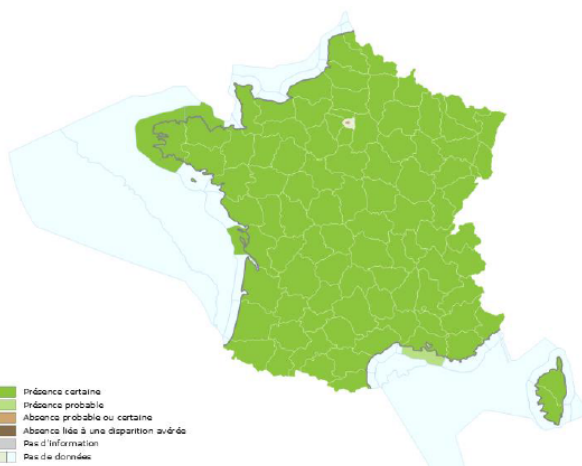 Présence certaine
Présence probable
Absence probable ou certaine
Absence liée à une disparition avérée
Pas d'information
Pas de données